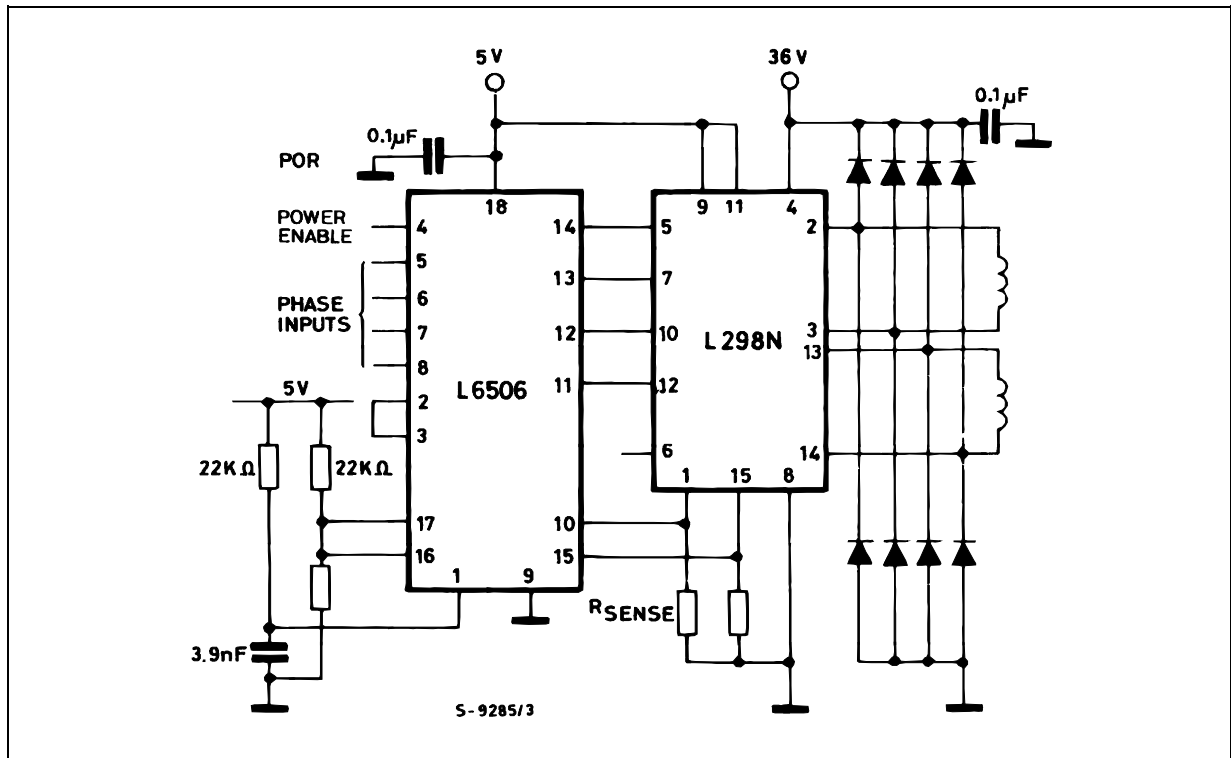 5V
36V
0.1µF
0.1µF
POR
18
9
11
4
POWER
ENABLE
4
14
5
2
5
13
7
PHASE
INPUTS
6
7
12
10
L298N
3
13
8
L6506
11
12
5V
2
3
6
14
22KΩ
22KΩ
1
15
8
17
10
16
15
1
9
RSENSE
3.9nF
S-9285/3